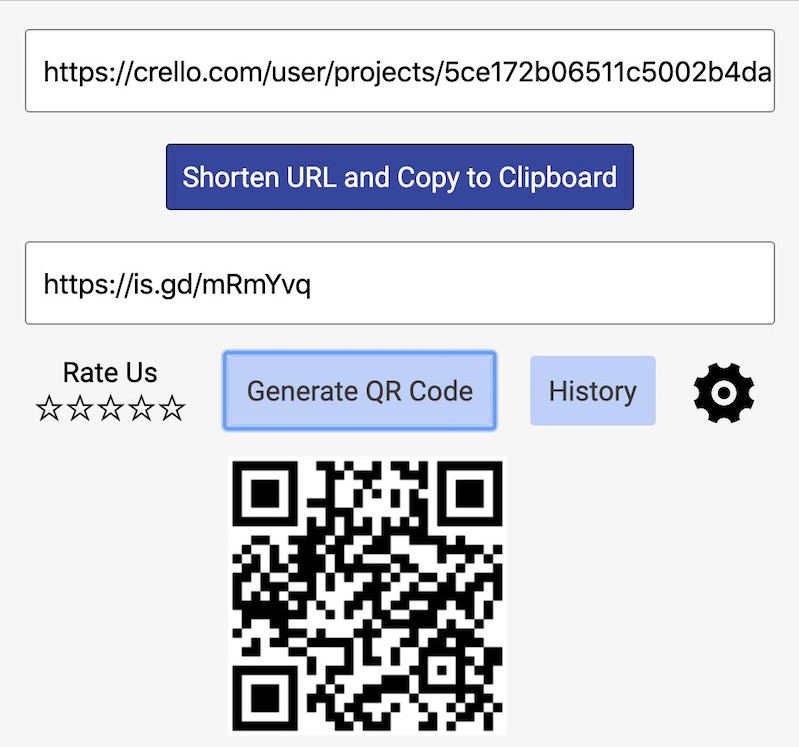 https://crello.com/user/projects/5ce172b06511c5002b4da
Shorten URL and Copy to Clipboard
https://is.gd/mRmYvq
Rate Us
Generate QR Code
History